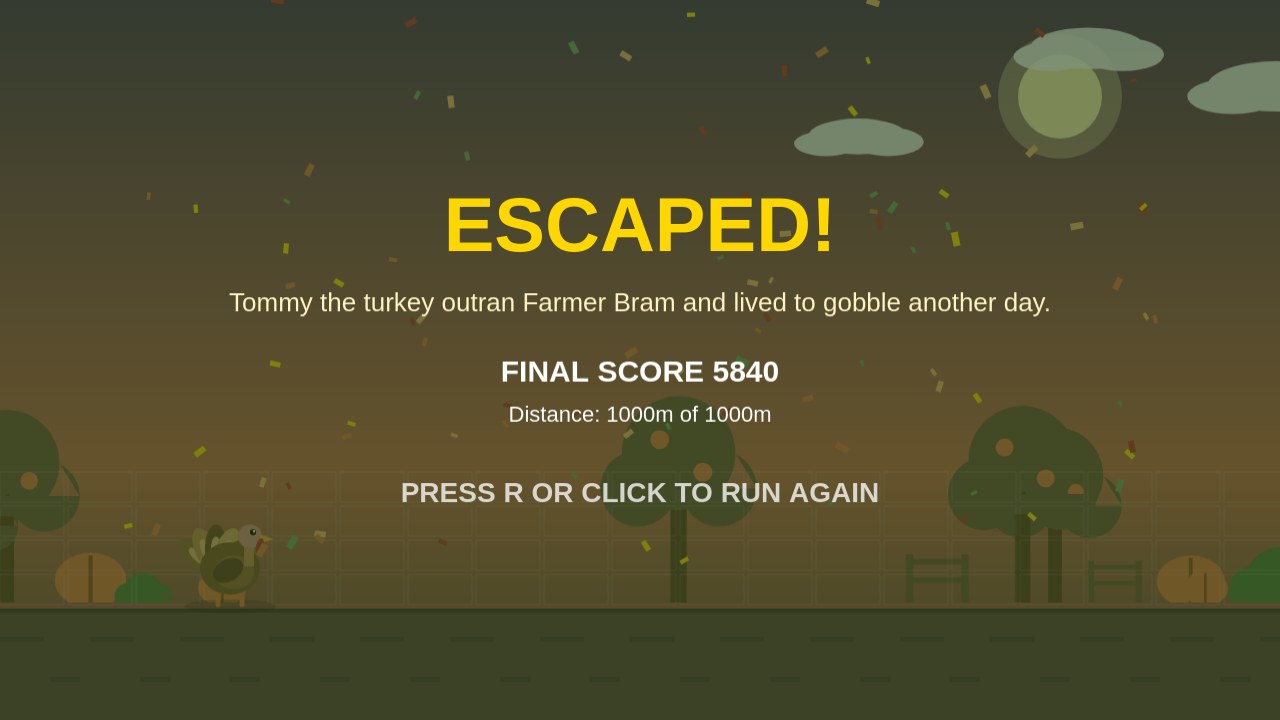 ESCAPED!
Tommy the turkey outran Farmer Bram and lived to gobble another day.
FINAL SCORE 5840
Distance: 1000m of 1000m
PRESS R OR CLICK TO RUN AGAIN